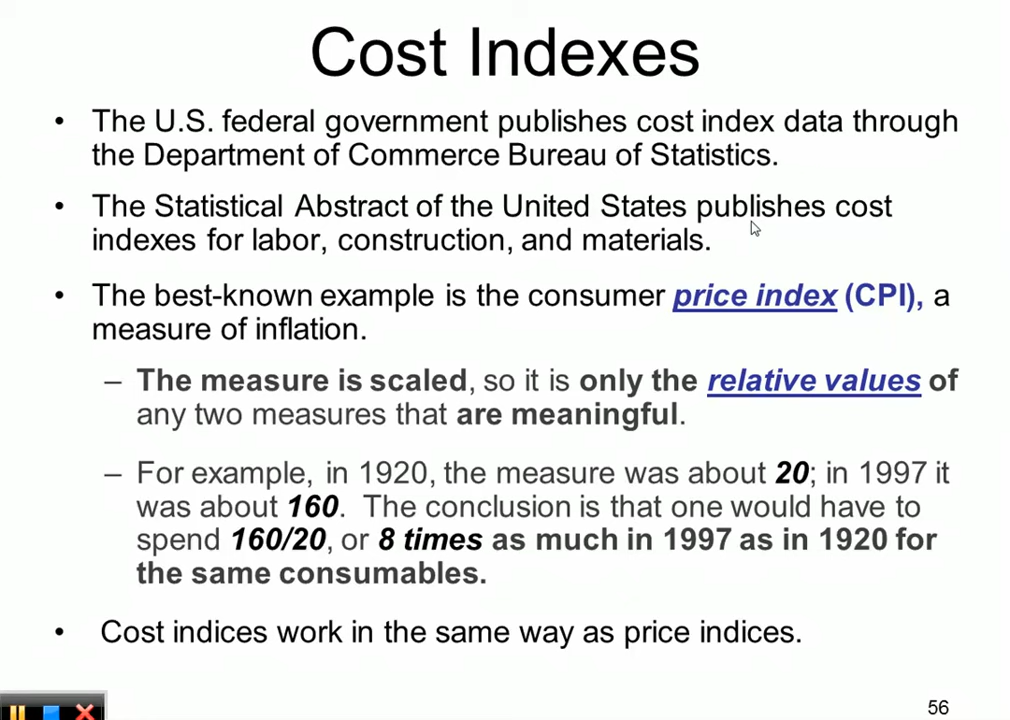 Cost Indexes
• The U.S. federal government publishes cost index data through
the Department of Commerce Bureau of Statistics.
• The Statistical Abstract of the United States publishes cost
indexes for labor, construction, and materials.
• The best-known example is the consumer price index (CPI), a
measure of inflation.
– The measure is scaled, so it is only the relative values of
any two measures that are meaningful.
– For example, in 1920, the measure was about 20; in 1997 it
was about 160.  The conclusion is that one would have to
spend 160/20, or 8 times as much in 1997 as in 1920 for
the same consumables.
• Cost indices work in the same way as price indices.
56